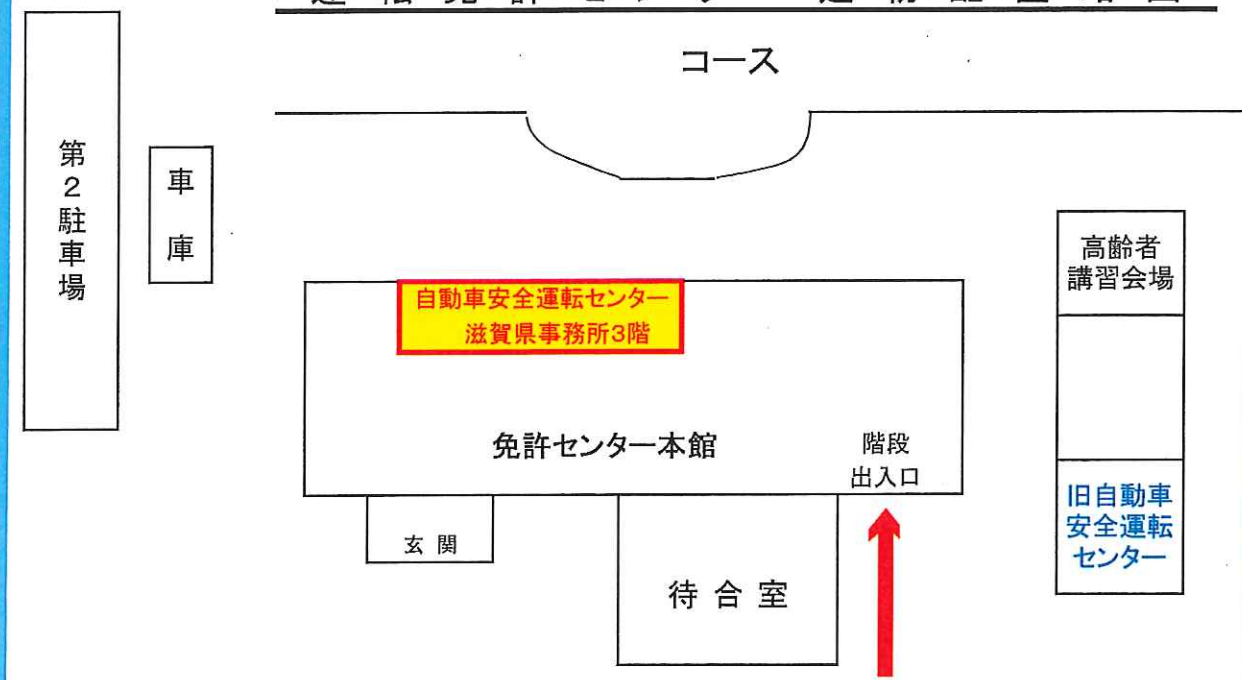 コース
第2駐車場
車庫
高齢者
講習会場
自動車安全運転センター
滋賀県事務所3階
免許センター本館
階段
出入口
旧自動車
安全運転
センター
玄関
待合室